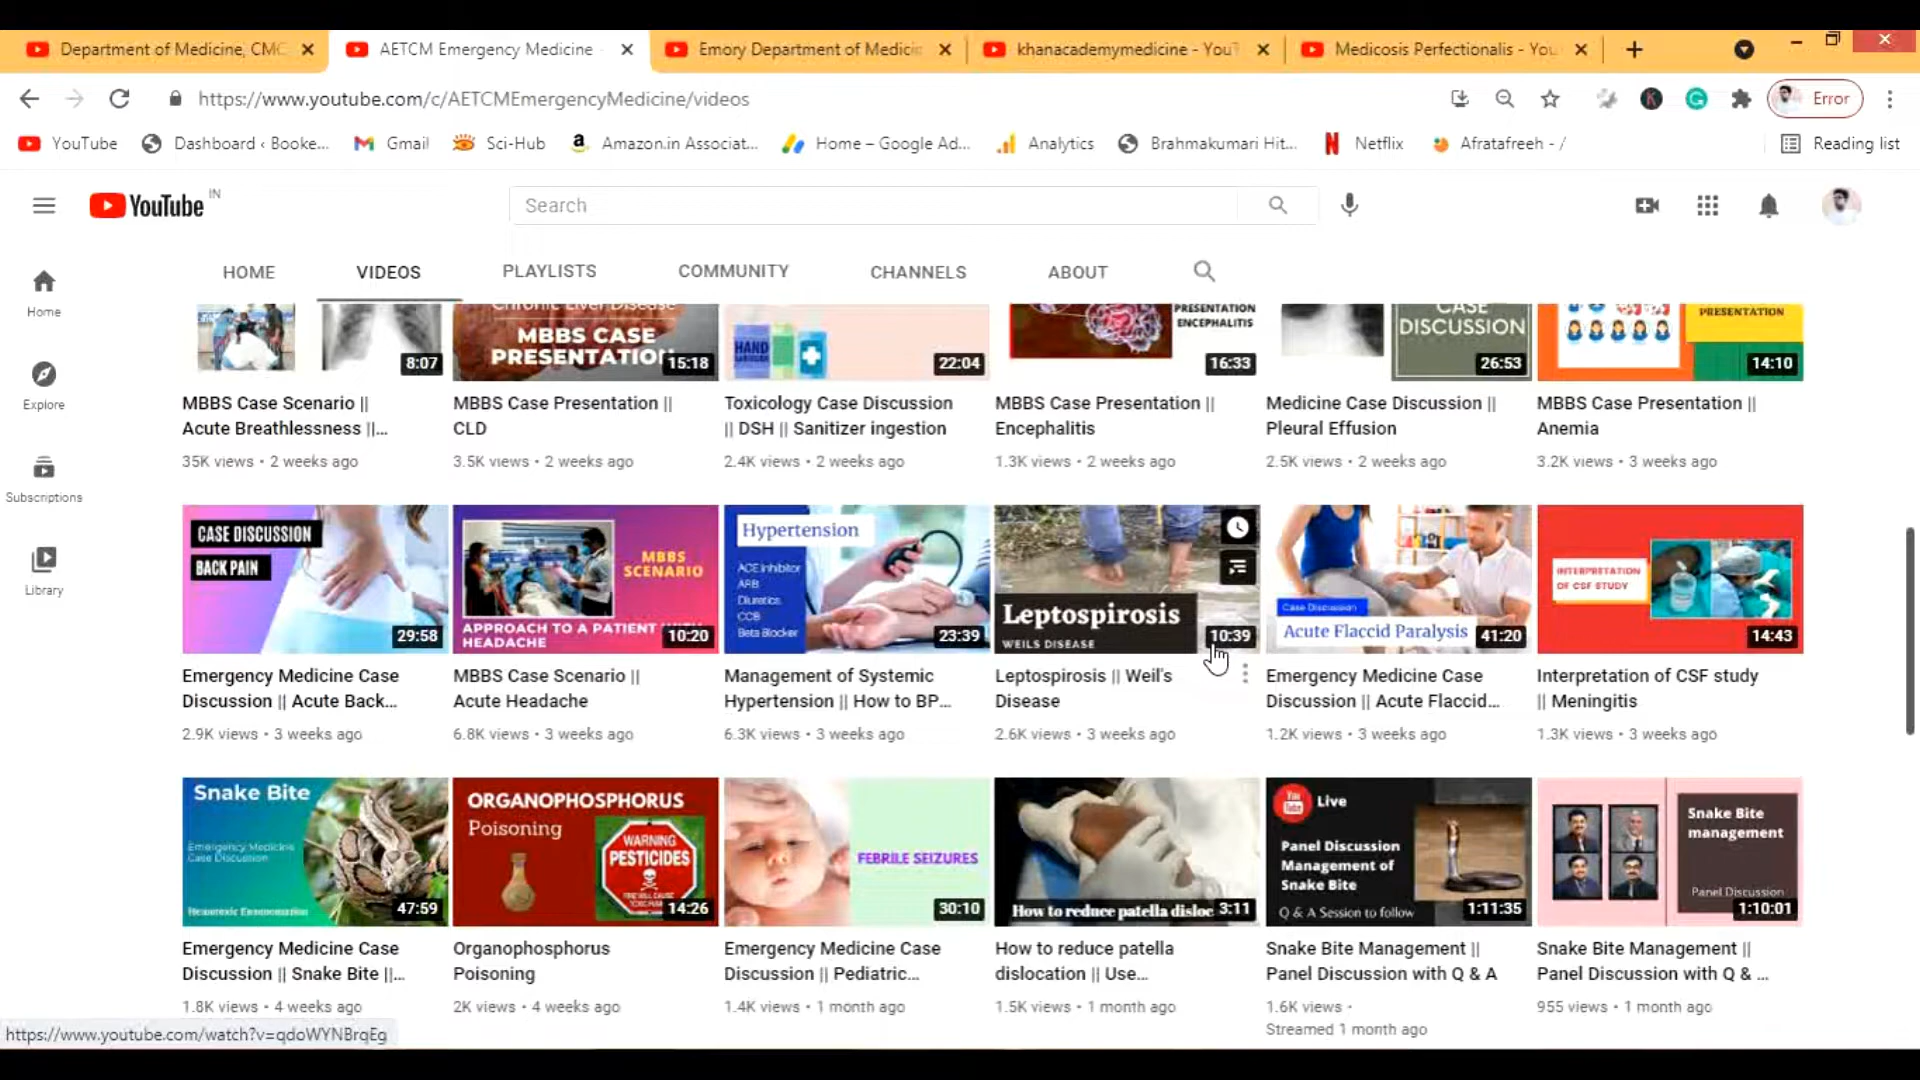 Department of Medicine, CMC
AETCM Emergency Medicine -
Emory Department of Medicin
khanacademymedicine - YouT
Medicosis Perfectionalis - You
https://www.youtube.com/c/AETCMEmergencyMedicine/videos
Error
YouTube
Dashboard ‹ Booke...
Gmail
Sci-Hub
Amazon.in Associat...
Home – Google Ad...
Analytics
Brahmakumari Hit...
Netflix
Afratafreeh - /
Reading list
YouTube IN
Search
HOME
VIDEOS
PLAYLISTS
COMMUNITY
CHANNELS
ABOUT
Home
Explore
Subscriptions
Library
8:07
Chronic Liver Disease
MBBS CASE
PRESENTATION
15:18
HAND
22:04
PRESENTATION
ENCEPHALITIS
16:33
CASE
DISCUSSION
26:53
PRESENTATION
14:10
MBBS Case Scenario ||
Acute Breathlessness ||...
35K views • 2 weeks ago
MBBS Case Presentation ||
CLD
3.5K views • 2 weeks ago
Toxicology Case Discussion
|| DSH || Sanitizer ingestion
2.4K views • 2 weeks ago
MBBS Case Presentation ||
Encephalitis
1.3K views • 2 weeks ago
Medicine Case Discussion ||
Pleural Effusion
2.5K views • 2 weeks ago
MBBS Case Presentation ||
Anemia
3.2K views • 3 weeks ago
CASE DISCUSSION
BACK PAIN
29:58
MBBS
SCENARIO
APPROACH TO A PATIENT WITH
HEADACHE
10:20
Hypertension
ACE Inhibitor
ARB
Diuretics
CCB
Beta Blocker
23:39
Leptospirosis
WEILS DISEASE
10:39
Case Discussion
Acute Flaccid Paralysis
41:20
INTERPRETATION
OF CSF STUDY
14:43
Emergency Medicine Case
Discussion || Acute Back...
2.9K views • 3 weeks ago
MBBS Case Scenario ||
Acute Headache
6.8K views • 3 weeks ago
Management of Systemic
Hypertension || How to BP...
6.3K views • 3 weeks ago
Leptospirosis || Weil's
Disease
2.6K views • 3 weeks ago
Emergency Medicine Case
Discussion || Acute Flaccid...
1.2K views • 3 weeks ago
Interpretation of CSF study
|| Meningitis
1.3K views • 3 weeks ago
Snake Bite
Emergency Medicine
Case Discussion
47:59
ORGANOPHOSPHORUS
Poisoning
WARNING
PESTICIDES
14:26
FEBRILE SEIZURES
30:10
How to reduce patella disloc
3:11
You Tube
Live
Panel Discussion
Management of
Snake Bite
Q & A Session to follow
1:11:35
Snake Bite
management
Panel Discussion
1:10:01
Emergency Medicine Case
Discussion || Snake Bite ||...
1.8K views • 4 weeks ago
Organophosphorus
Poisoning
2K views • 4 weeks ago
Emergency Medicine Case
Discussion || Pediatric...
1.4K views • 1 month ago
How to reduce patella
dislocation || Use...
1.5K views • 1 month ago
Snake Bite Management ||
Panel Discussion with Q & A
1.6K views •
Streamed 1 month ago
Snake Bite Management ||
Panel Discussion with Q & ...
955 views • 1 month ago
https://www.youtube.com/watch?v=qdoWYNBrqEg